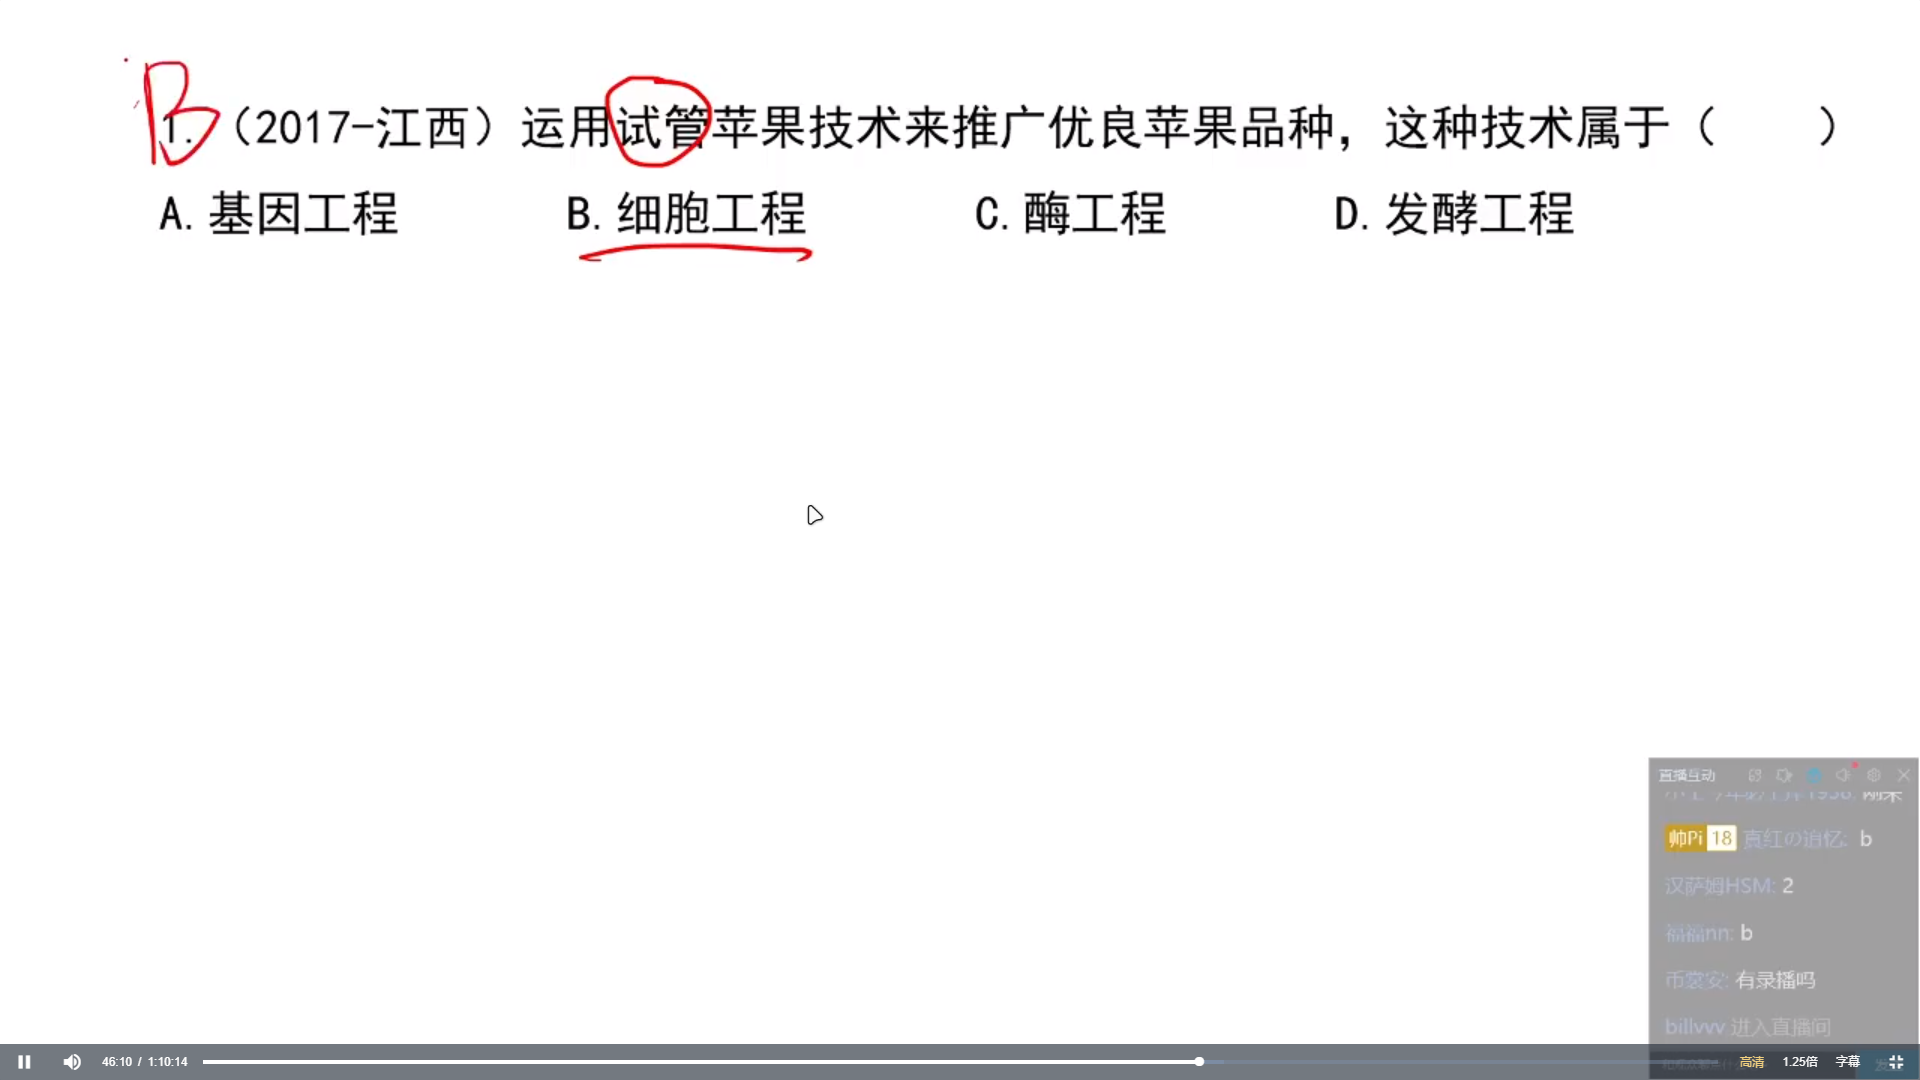 B
1.（2017-江西）运用试管苹果技术来推广优良苹果品种，这种技术属于（　　）
A.基因工程　　B.细胞工程　　C.酶工程　　D.发酵工程
直播互动
帅Pi 18 真红の追忆: b
汉萨姆HSM: 2
福福nn: b
币裳安: 有录播吗
billvvv 进入直播间
46:10 / 1:10:14 高清 1.25倍 字幕